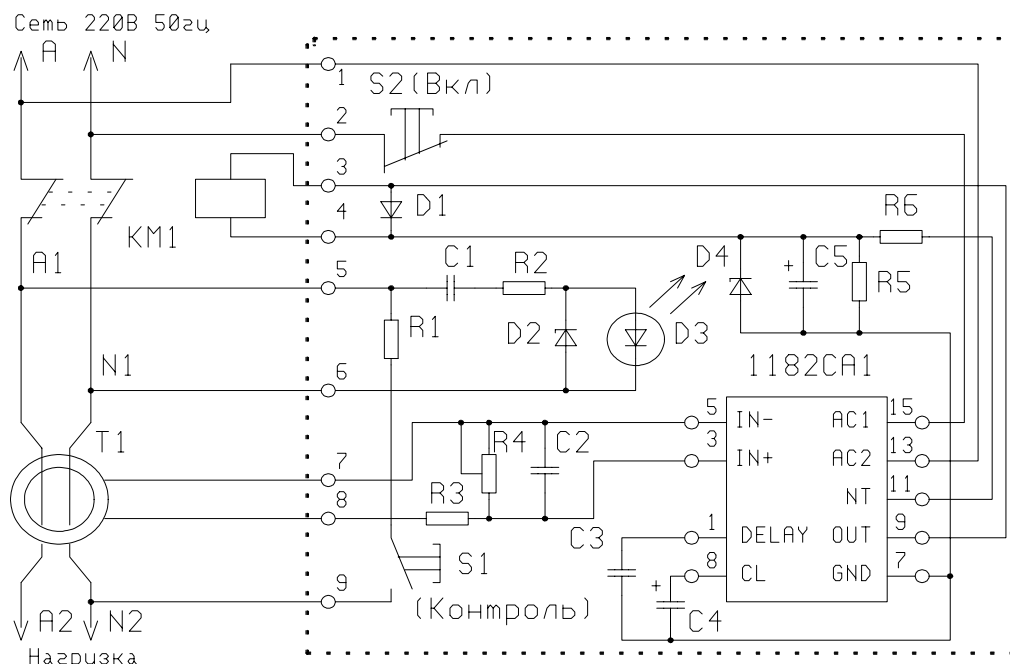 Сеть 220В 50гц
A N
1
S2(Вкл)
2
3
D1
R6
4
KM1
A1
5
C1
R2
D4
C5
R5
R1
D2
D3
1182СА1
N1
6
T1
5 IN- AC1 15
3 IN+ AC2 13
R4
C2
7
NT 11
R3
8
C3
1 DELAY OUT 9
8 CL GND 7
S1
9
(Контроль)
C4
A2 N2
Нагрузка